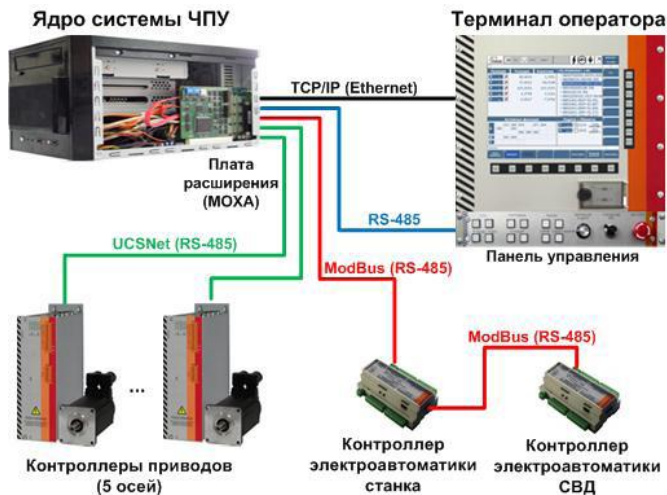 Ядро системы ЧПУ
Терминал оператора
TCP/IP (Ethernet)
Плата
расширения
(MOXA)
RS-485
UCSNet (RS-485)
Панель управления
ModBus (RS-485)
ModBus (RS-485)
...
Контроллеры приводов
(5 осей)
Контроллер
электроавтоматики
станка
Контроллер
электроавтоматики
СВД